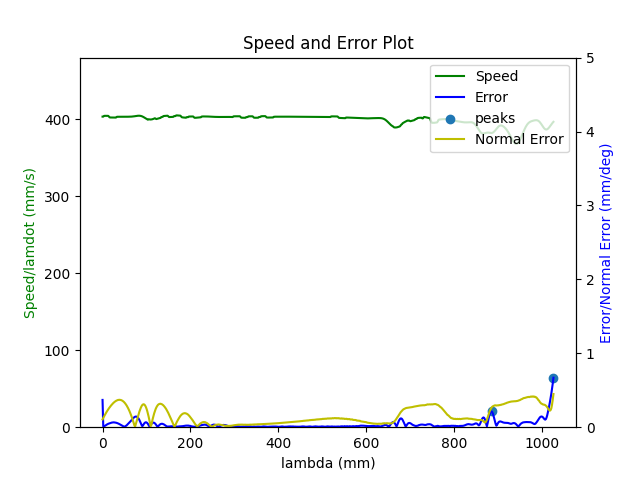 Speed and Error Plot
Speed
Error
peaks
Normal Error
Speed/lamdot (mm/s)
400
300
200
100
0
Error/Normal Error (mm/deg)
5
4
3
2
1
0
0 200 400 600 800 1000
lambda (mm)